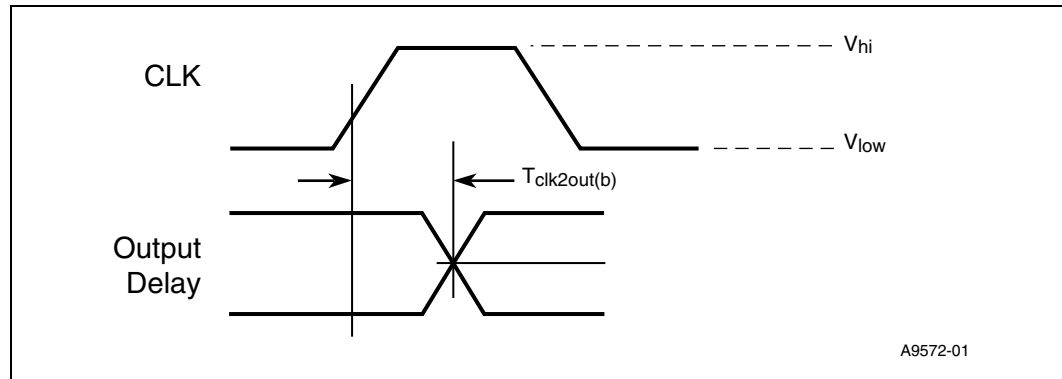 Vhi
CLK
Vlow
Tclk2out(b)
Output
Delay
A9572-01